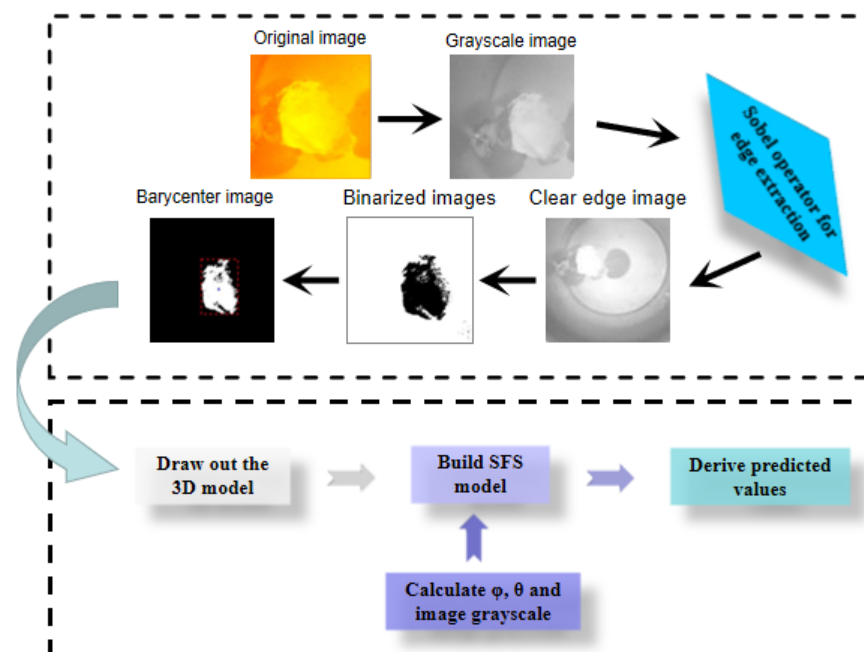 Original image
Grayscale image
Sobel operator for
edge extraction
Barycenter image
Binarized images
Clear edge image
Draw out the
3D model
Build SFS
model
Derive predicted
values
Calculate φ, θ and
image grayscale